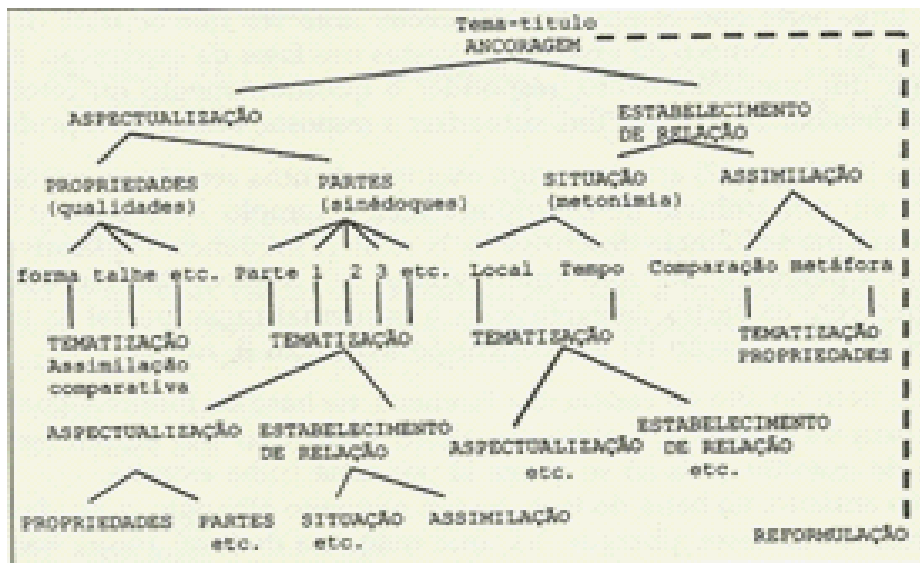 Tema-título
ANCORAGEM
ASPECTUALIZAÇÃO
ESTABELECIMENTO
DE RELAÇÃO
PROPRIEDADES
(qualidades)
PARTES
(sinédoques)
SITUAÇÃO
(metonímia)
ASSIMILAÇÃO
forma talhe etc. Parte 1 2 3 etc. Local Tempo Comparação metáfora
TEMATIZAÇÃO
Assimilação
comparativa
TEMATIZAÇÃO
TEMATIZAÇÃO
TEMATIZAÇÃO
PROPRIEDADES
ASPECTUALIZAÇÃO
ESTABELECIMENTO
DE RELAÇÃO
ASPECTUALIZAÇÃO
etc.
ESTABELECIMENTO
DE RELAÇÃO
etc.
PROPRIEDADES
PARTES
etc.
SITUAÇÃO
etc.
ASSIMILAÇÃO
REFORMULAÇÃO